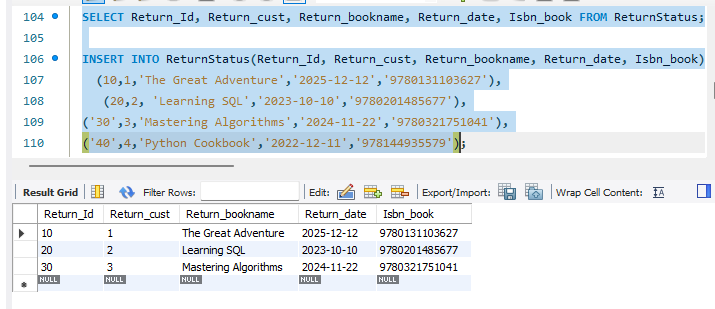 104 SELECT Return_Id, Return_cust, Return_bookname, Return_date, Isbn_book FROM ReturnStatus;
105
106 INSERT INTO ReturnStatus(Return_Id, Return_cust, Return_bookname, Return_date, Isbn_book)
107 (10,1,'The Great Adventure','2025-12-12','9780131103627'),
108 (20,2, 'Learning SQL','2023-10-10','9780201485677'),
109 ('30',3,'Mastering Algorithms','2024-11-22','9780321751041'),
110 ('40',4,'Python Cookbook','2022-12-11','978144935579');
Result Grid Filter Rows: Edit: Export/Import: Wrap Cell Content:
Return_Id Return_cust Return_bookname Return_date Isbn_book
10 1 The Great Adventure 2025-12-12 9780131103627
20 2 Learning SQL 2023-10-10 9780201485677
30 3 Mastering Algorithms 2024-11-22 9780321751041
NULL NULL NULL NULL NULL